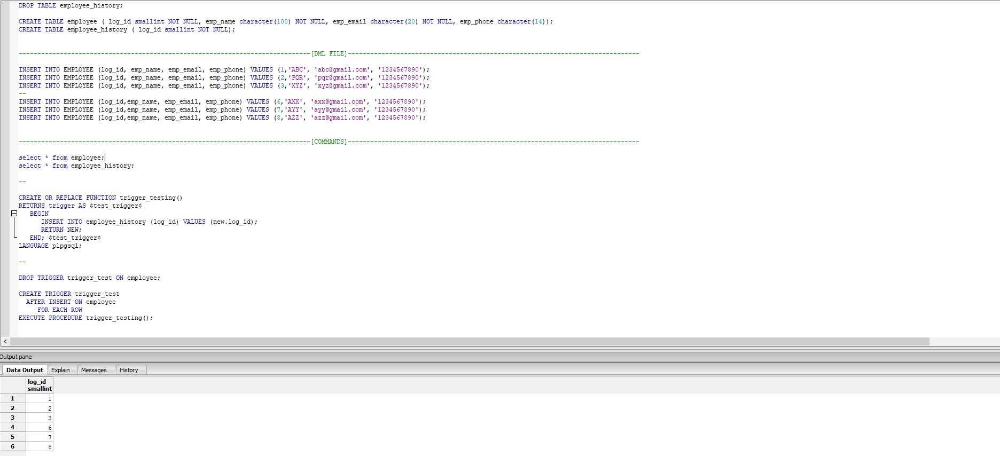 DROP TABLE employee_history;
CREATE TABLE employee ( log_id smallint NOT NULL, emp_name character(100) NOT NULL, emp_email character(20) NOT NULL, emp_phone character(14));
CREATE TABLE employee_history ( log_id smallint NOT NULL);
------------------------------------------------------------------------------[DML FILE]------------------------------------------------------------------------------
INSERT INTO EMPLOYEE (log_id, emp_name, emp_email, emp_phone) VALUES (1,'ABC', 'abc@gmail.com', '1234567890');
INSERT INTO EMPLOYEE (log_id, emp_name, emp_email, emp_phone) VALUES (2,'PQR', 'pqr@gmail.com', '1234567890');
INSERT INTO EMPLOYEE (log_id, emp_name, emp_email, emp_phone) VALUES (3,'XYZ', 'xyz@gmail.com', '1234567890');
--
INSERT INTO EMPLOYEE (log_id,emp_name, emp_email, emp_phone) VALUES (6,'AXX', 'axx@gmail.com', '1234567890');
INSERT INTO EMPLOYEE (log_id,emp_name, emp_email, emp_phone) VALUES (7,'AYY', 'ayy@gmail.com', '1234567890');
INSERT INTO EMPLOYEE (log_id,emp_name, emp_email, emp_phone) VALUES (8,'AZZ', 'azz@gmail.com', '1234567890');
------------------------------------------------------------------------------[COMMANDS]------------------------------------------------------------------------------
select * from employee;
select * from employee_history;
--
CREATE OR REPLACE FUNCTION trigger_testing()
RETURNS trigger AS $test_trigger$
BEGIN
INSERT INTO employee_history (log_id) VALUES (new.log_id);
RETURN NEW;
END; $test_trigger$
LANGUAGE plpgsql;
--
DROP TRIGGER trigger_test ON employee;
CREATE TRIGGER trigger_test
AFTER INSERT ON employee
FOR EACH ROW
EXECUTE PROCEDURE trigger_testing();
Output pane
Data Output Explain Messages History
log_id
smallint
1 1
2 2
3 3
4 6
5 7
6 8